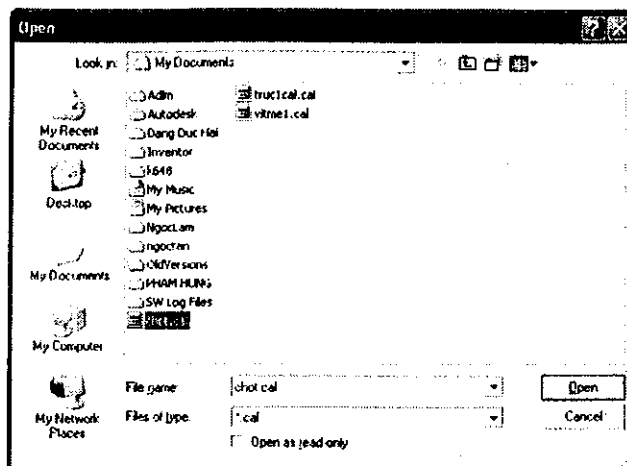 Open
Look in: My Documents
My Recent Documents
Desktop
My Documents
My Computer
My Network Places
Adlm
Autodesk
Dang Duc Hai
Inventor
k646
My Music
My Pictures
NgocLam
ngoctan
OldVersions
PHAM HUNG
SW Log Files
truc1cal.cal
vitme1.cal
File name: chot.cal
Open
Files of type: *.cal
Cancel
Open as read only